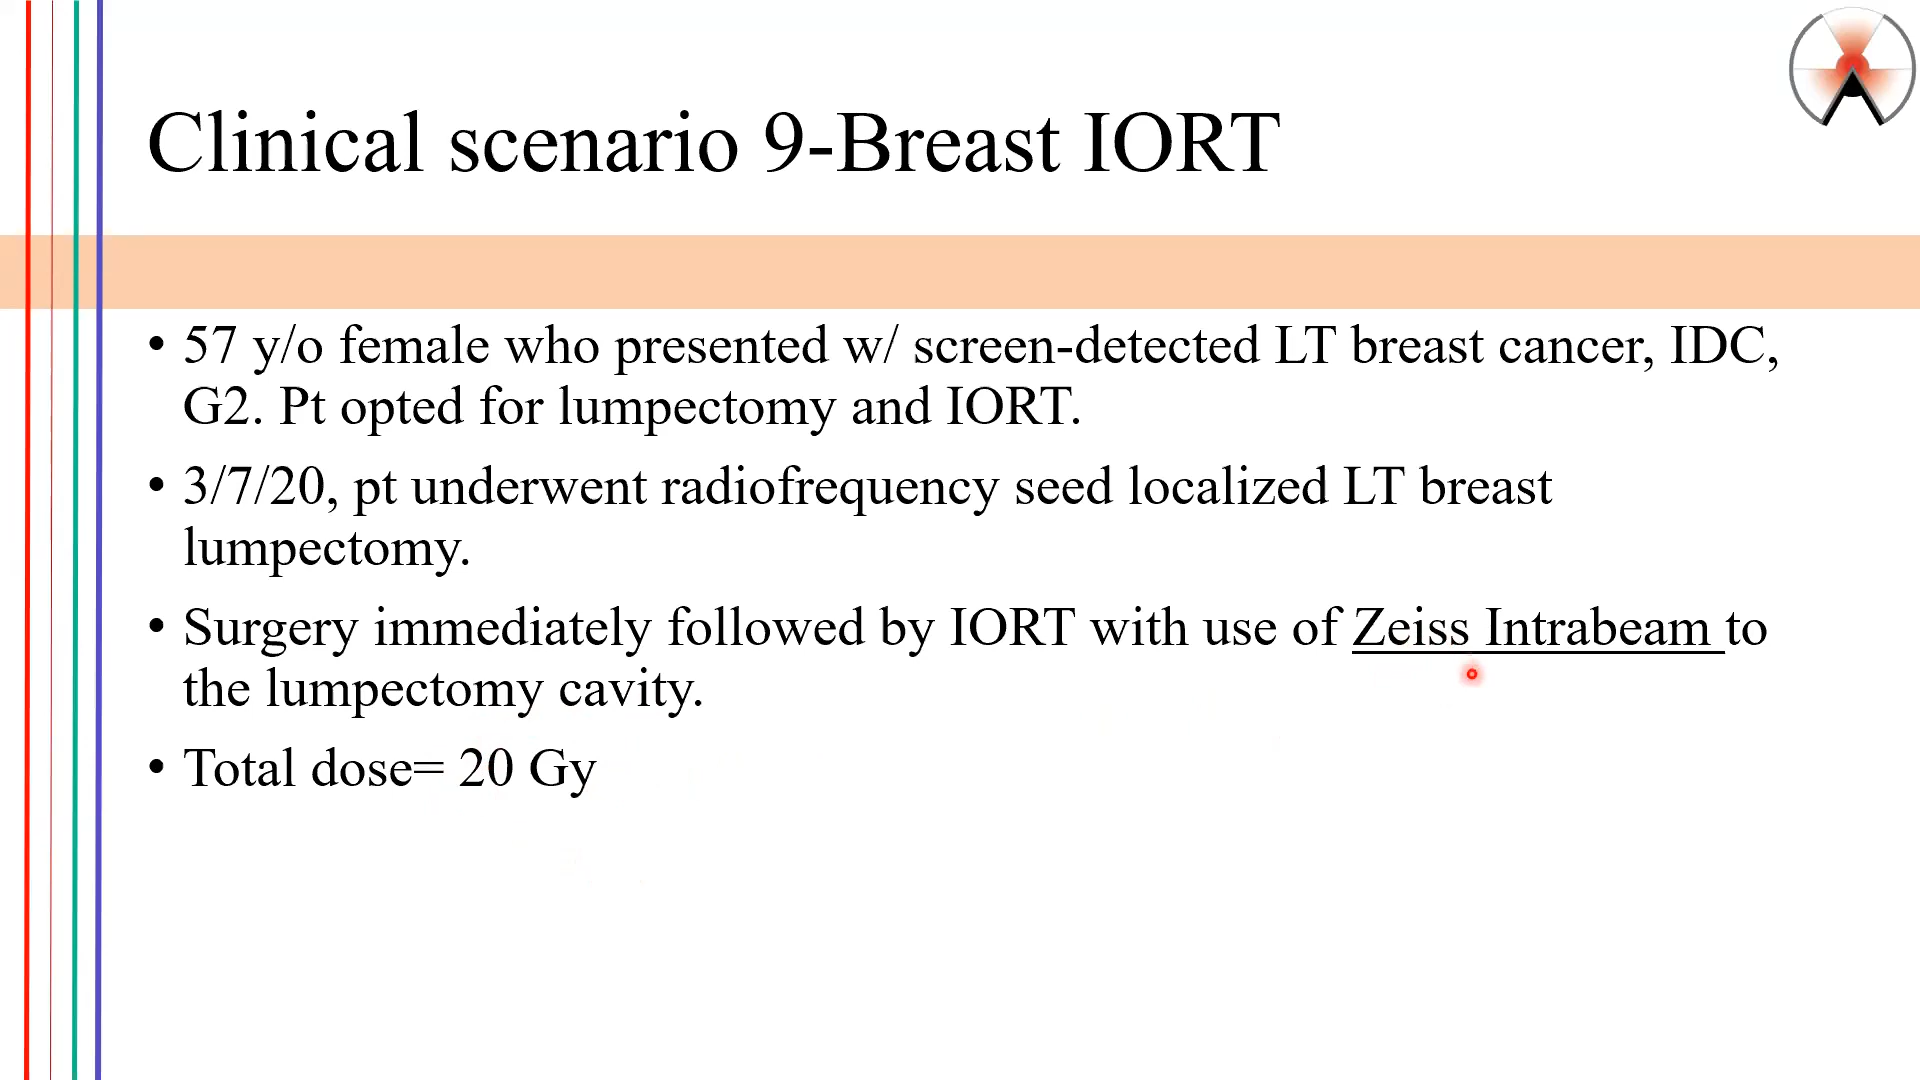 Clinical scenario 9-Breast IORT
• 57 y/o female who presented w/ screen-detected LT breast cancer, IDC,
G2. Pt opted for lumpectomy and IORT.
• 3/7/20, pt underwent radiofrequency seed localized LT breast
lumpectomy.
• Surgery immediately followed by IORT with use of Zeiss Intrabeam to
the lumpectomy cavity.
• Total dose= 20 Gy